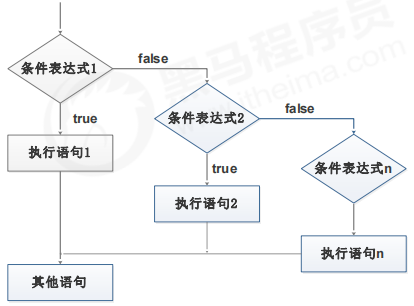 条件表达式1
false
true
条件表达式2
false
true
条件表达式n
执行语句1
执行语句2
执行语句n
其他语句
黑马程序员
www.itheima.com